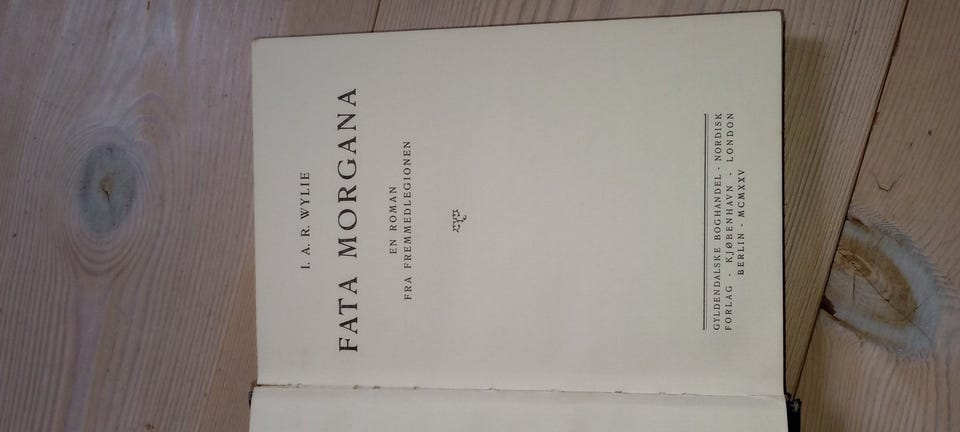 I. A. R. WYLIE
FATA MORGANA
EN ROMAN
FRA FREMMEDLEGIONEN
GYLDENDALSKE BOGHANDEL - NORDISK
FORLAG - KJØBENHAVN - LONDON
BERLIN - MCMXXV